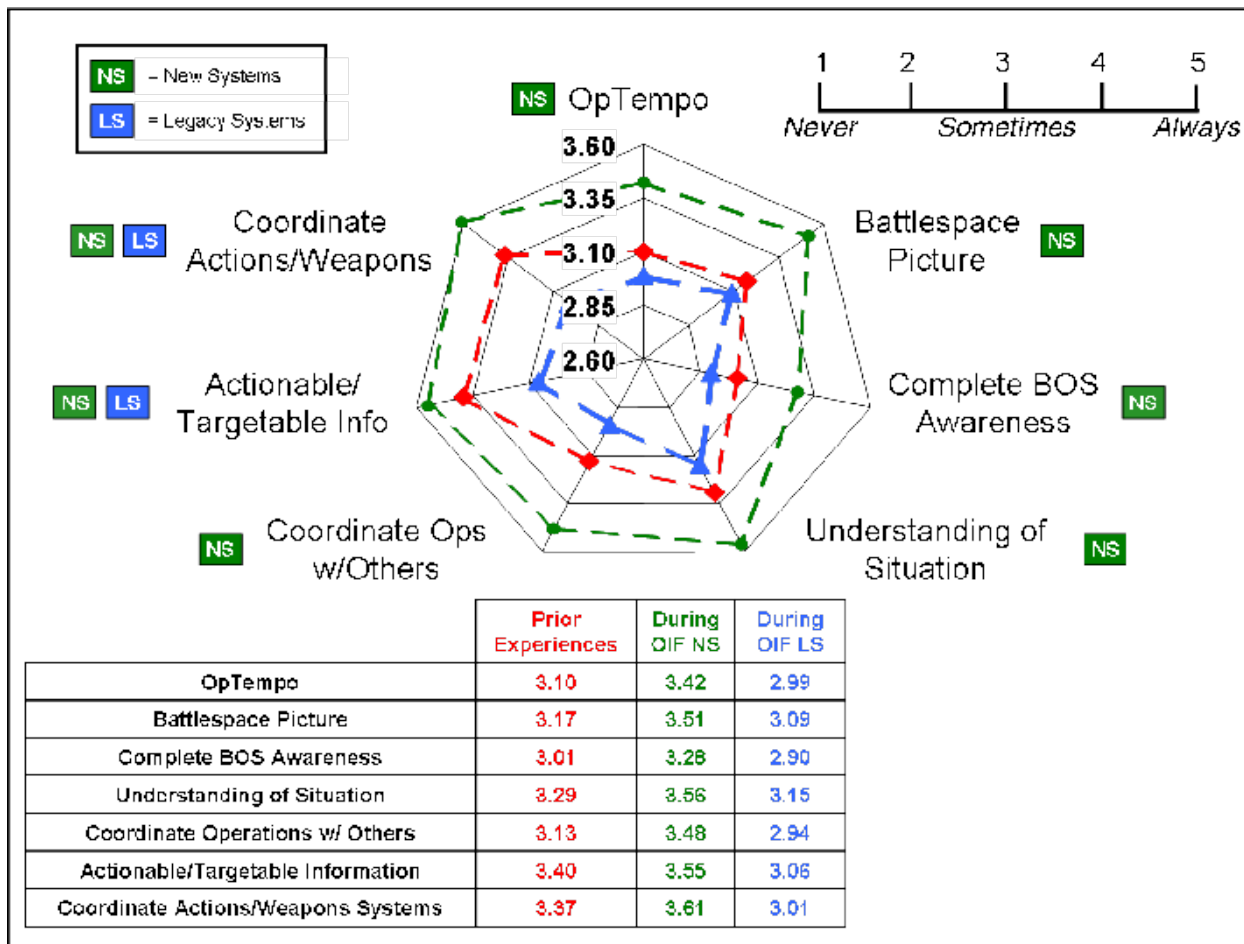 NS = New Systems
LS = Legacy Systems
NS OpTempo
1 2 3 4 5
Never Sometimes Always
3.60
3.35
3.10
2.85
2.60
Coordinate
Actions/Weapons
NS LS
Battlespace
Picture
NS
Actionable/
Targetable Info
NS LS
Complete BOS
Awareness
NS
Coordinate Ops
w/Others
NS
Understanding of
Situation
NS
Prior During During
Experiences OIF NS OIF LS
OpTempo 3.10 3.42 2.99
Battlespace Picture 3.17 3.51 3.09
Complete BOS Awareness 3.01 3.28 2.90
Understanding of Situation 3.29 3.56 3.15
Coordinate Operations w/ Others 3.13 3.48 2.94
Actionable/Targetable Information 3.40 3.55 3.06
Coordinate Actions/Weapons Systems 3.37 3.61 3.01